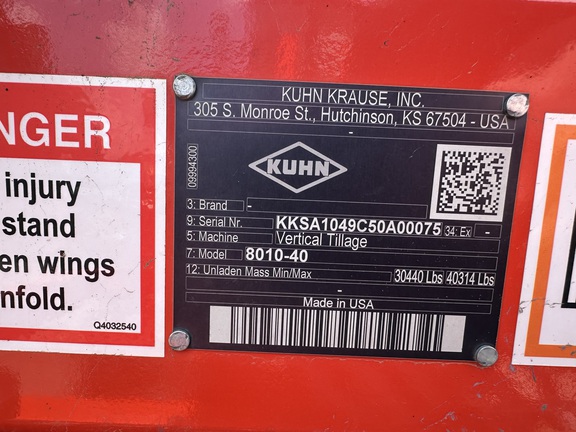 NGER
injury
stand
en wings
nfold.
Q4032540
KUHN KRAUSE, INC.
305 S. Monroe St., Hutchinson, KS 67504 - USA
-
09994300
KUHN
3: Brand -
9: Serial Nr. KKSA1049C50A00075 34: Ex -
5: Machine Vertical Tillage
7: Model 8010-40
12: Unladen Mass Min/Max 30440 Lbs 40314 Lbs
-
Made in USA